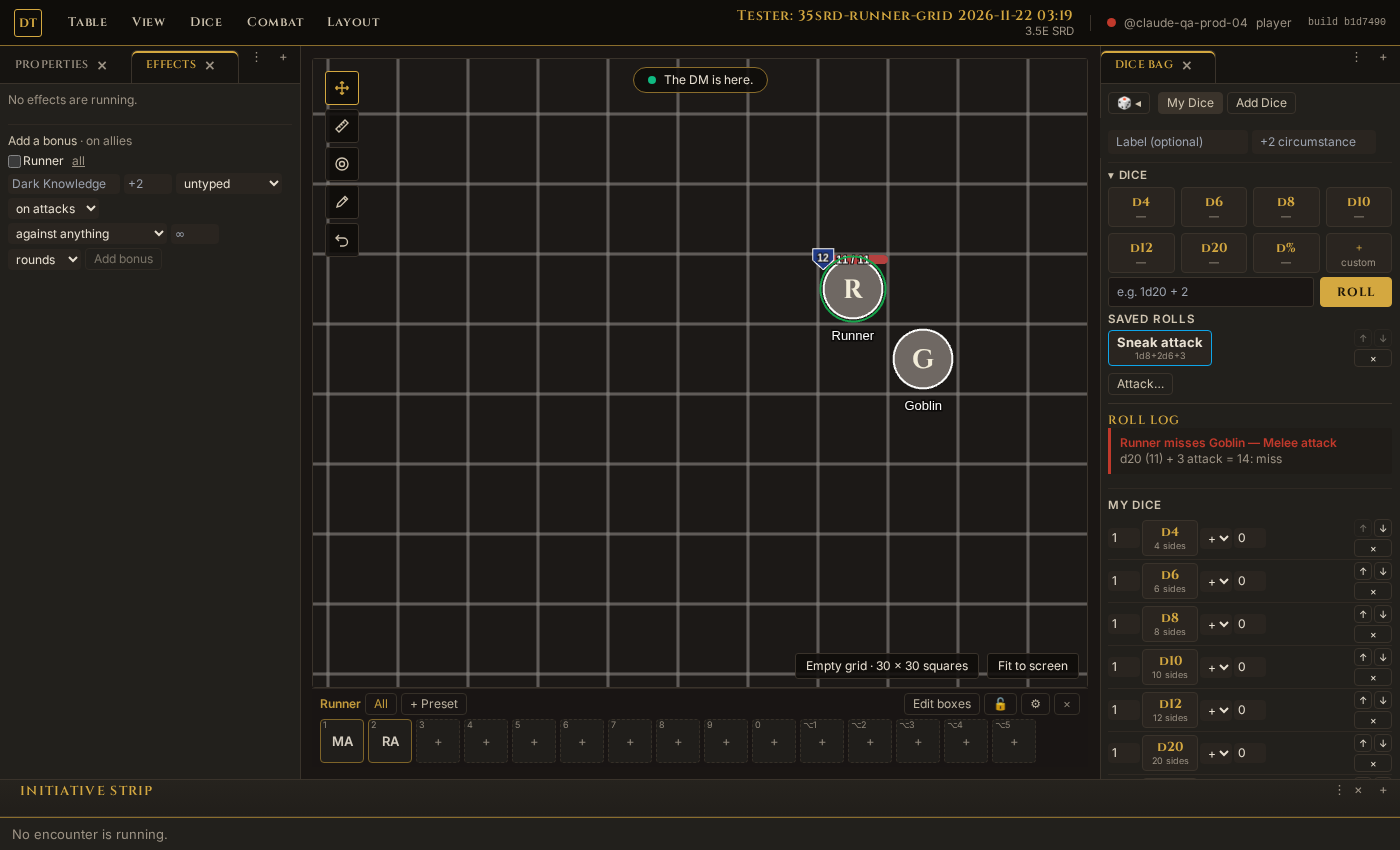 DT TABLE VIEW DICE COMBAT LAYOUT
TESTER: 35SRD-RUNNER-GRID 2026-11-22 03:19
3.5E SRD
@claude-qa-prod-04 player build b1d7490
PROPERTIES × EFFECTS × ⋮ +
No effects are running.
Add a bonus · on allies
Runner all
Dark Knowledge +2 untyped
on attacks
against anything ∞
rounds Add bonus
The DM is here.
12 11 / 11
R
Runner
G
Goblin
Empty grid · 30 × 30 squares Fit to screen
Runner All + Preset Edit boxes ×
1 2 3 4 5 6 7 8 9 0 ⌥1 ⌥2 ⌥3 ⌥4 ⌥5
MA RA + + + + + + + + + + + + +
DICE BAG × ⋮ +
My Dice Add Dice
Label (optional) +2 circumstance
▾ DICE
D4 D6 D8 D10
— — — —
D12 D20 D% +
— — — custom
e.g. 1d20 + 2 ROLL
SAVED ROLLS
Sneak attack ↑ ↓
1d8+2d6+3 ×
Attack...
ROLL LOG
Runner misses Goblin — Melee attack
d20 (11) + 3 attack = 14: miss
MY DICE
1 D4 + 0 ↑ ↓
4 sides ×
1 D6 + 0 ↑ ↓
6 sides ×
1 D8 + 0 ↑ ↓
8 sides ×
1 D10 + 0 ↑ ↓
10 sides ×
1 D12 + 0 ↑ ↓
12 sides ×
1 D20 + 0 ↑ ↓
20 sides ×
INITIATIVE STRIP ⋮ × +
No encounter is running.